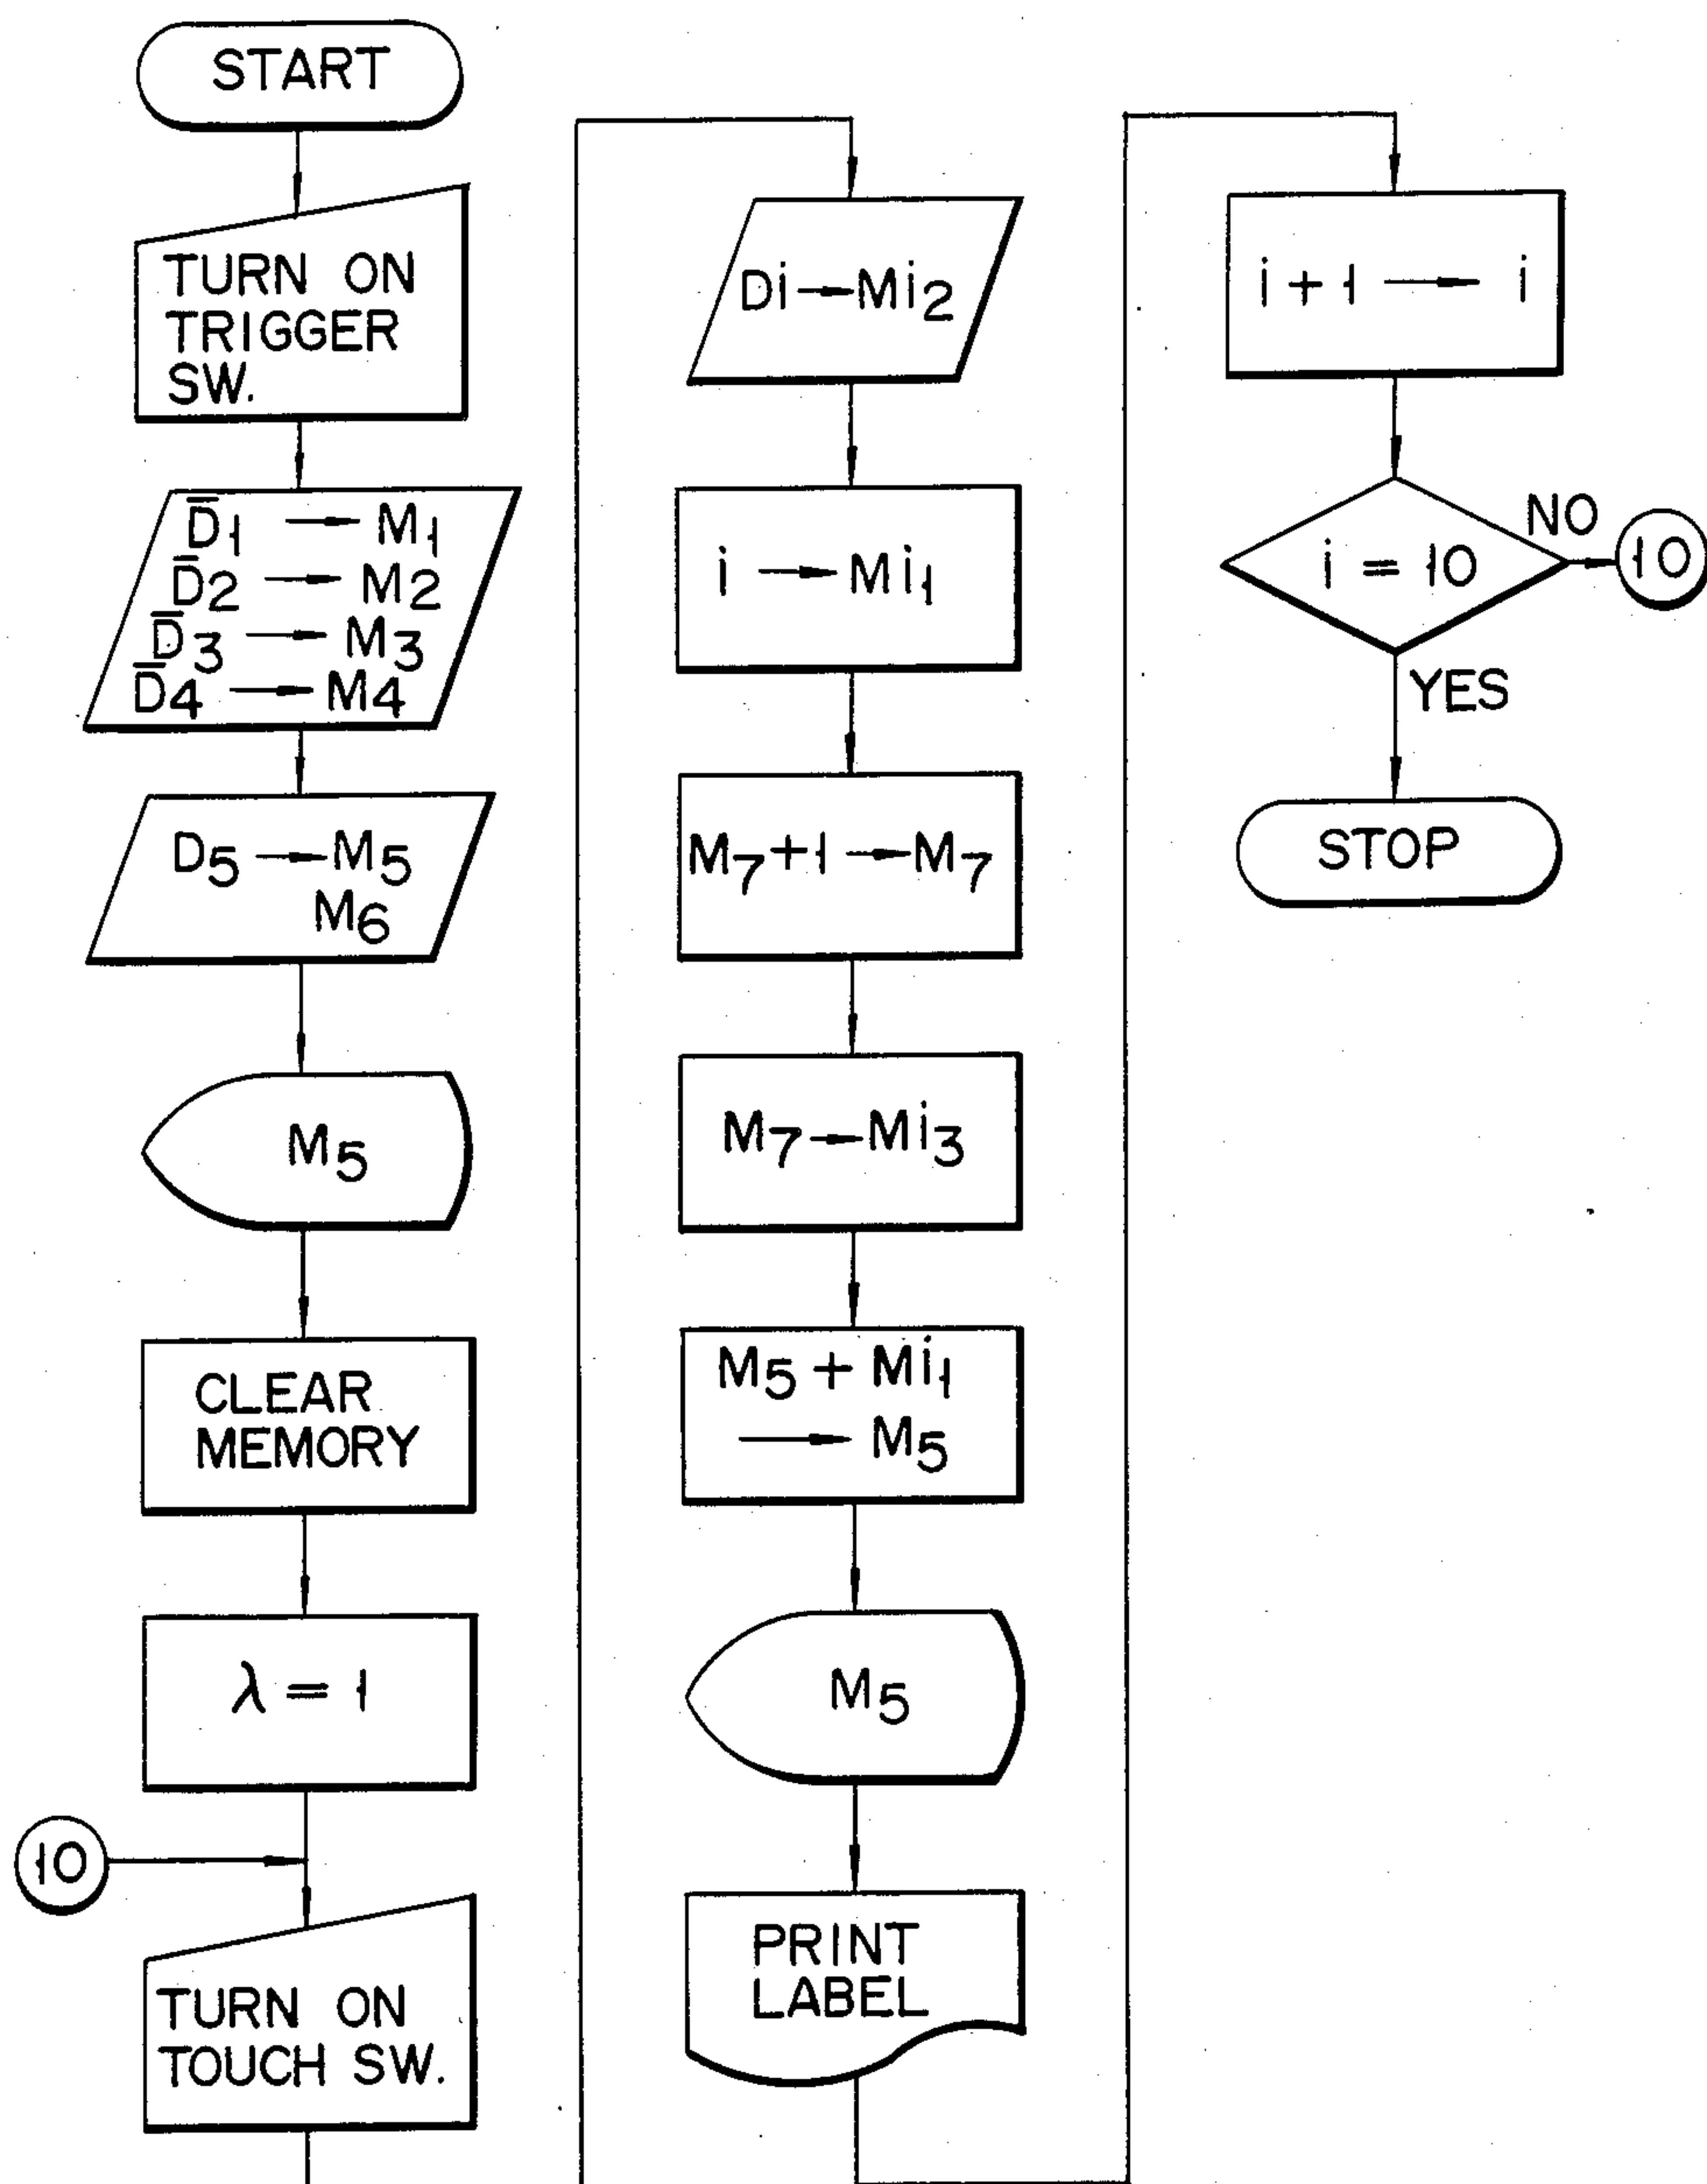 START
TURN ON
TRIGGER
SW.
D̅1 → M1
D̅2 → M2
D̅3 → M3
D̅4 → M4
D5 → M5
M6
M5
CLEAR
MEMORY
λ = 1
10
TURN ON
TOUCH SW.
Di → Mi2
i → Mi1
M7 + 1 → M7
M7 → Mi3
M5 + Mi1
→ M5
M5
PRINT
LABEL
i + 1 → i
i = 10
NO
10
YES
STOP